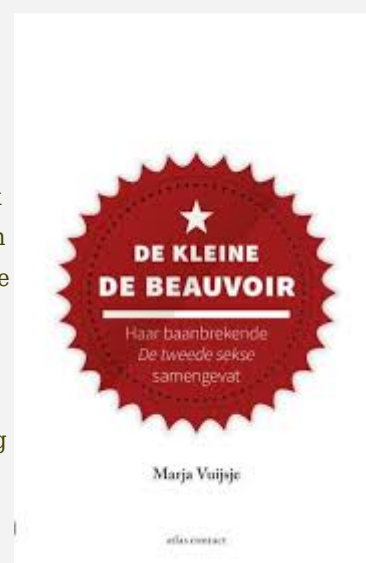 DE KLEINE
DE BEAUVOIR
Haar baanbrekende
De tweede sekse
samengevat
Marja Vuijsje
atlas contact